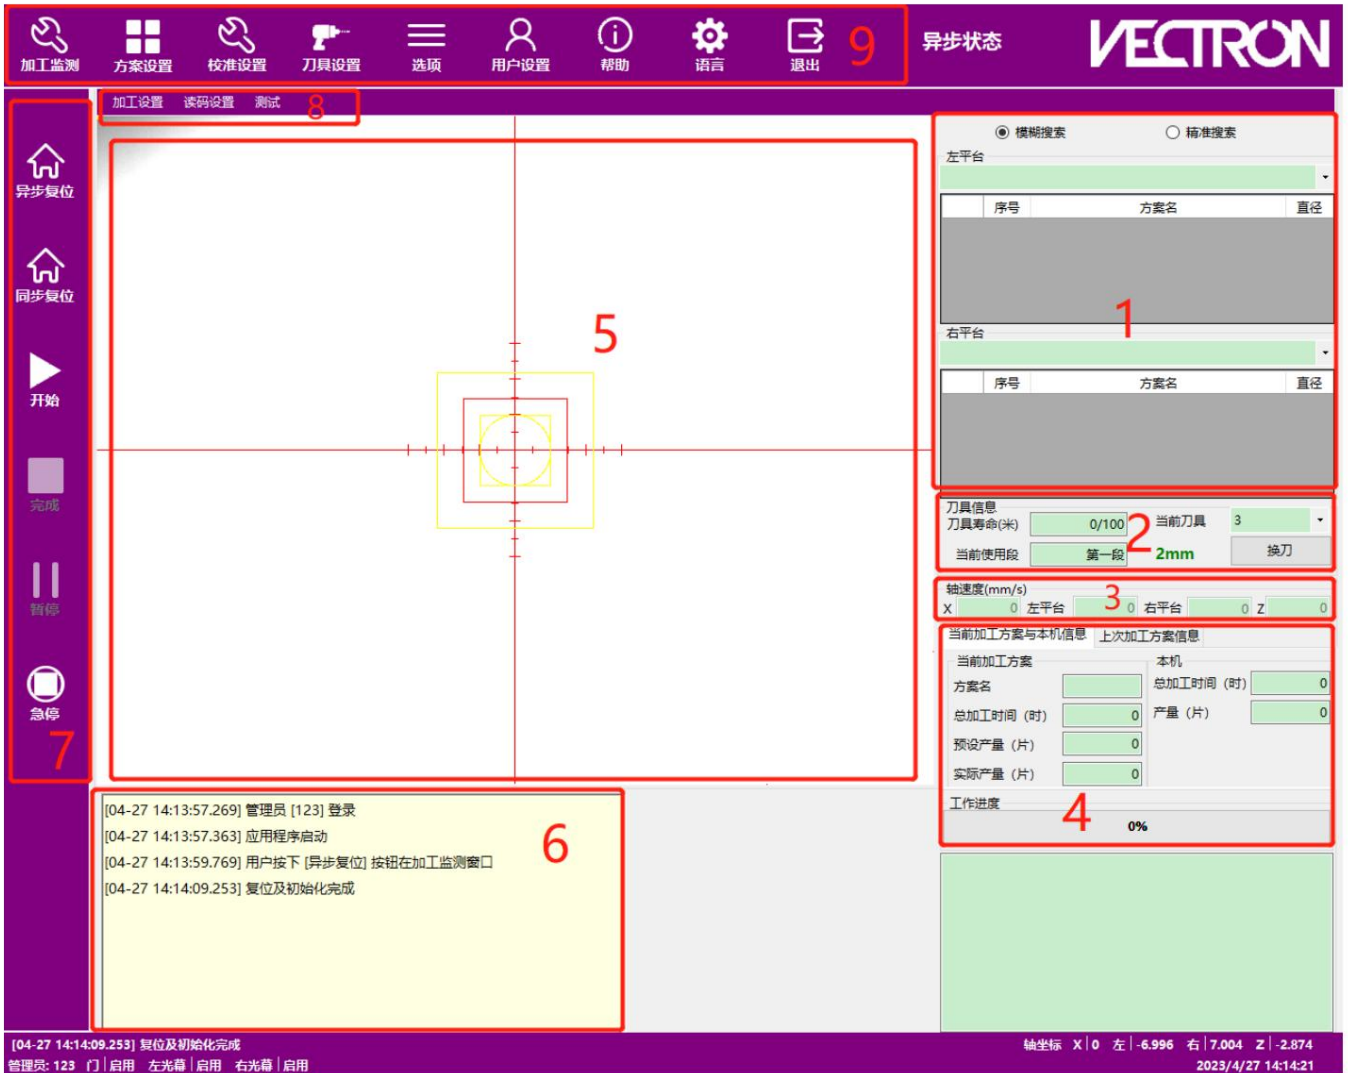 加工监测 方案设置 校准设置 刀具设置 选项 用户设置 帮助 语言 退出 9 异步状态 VECTRON
加工设置 读码设置 测试 8
异步复位
同步复位
开始
完成
暂停
急停
7
5
模糊搜索 精准搜索
左平台
序号 方案名 直径
1
右平台
序号 方案名 直径
刀具信息
刀具寿命(米) 0/100 当前刀具 3
2
当前使用段 第一段 2mm 换刀
轴速度(mm/s)
X 0 左平台 0 右平台 0 Z 0
3
当前加工方案与本机信息 上次加工方案信息
当前加工方案 本机
方案名 总加工时间（时） 0
总加工时间（时） 0 产量（片） 0
预设产量（片） 0
实际产量（片） 0
工作进度
4
0%
[04-27 14:13:57.269] 管理员 [123] 登录
[04-27 14:13:57.363] 应用程序启动
[04-27 14:13:59.769] 用户按下 [异步复位] 按钮在加工监测窗口
[04-27 14:14:09.253] 复位及初始化完成
6
[04-27 14:14:09.253] 复位及初始化完成 轴坐标 X 0 左 -6.996 右 7.004 Z -2.874
管理员: 123 门 启用 左光幕 启用 右光幕 启用 2023/4/27 14:14:21